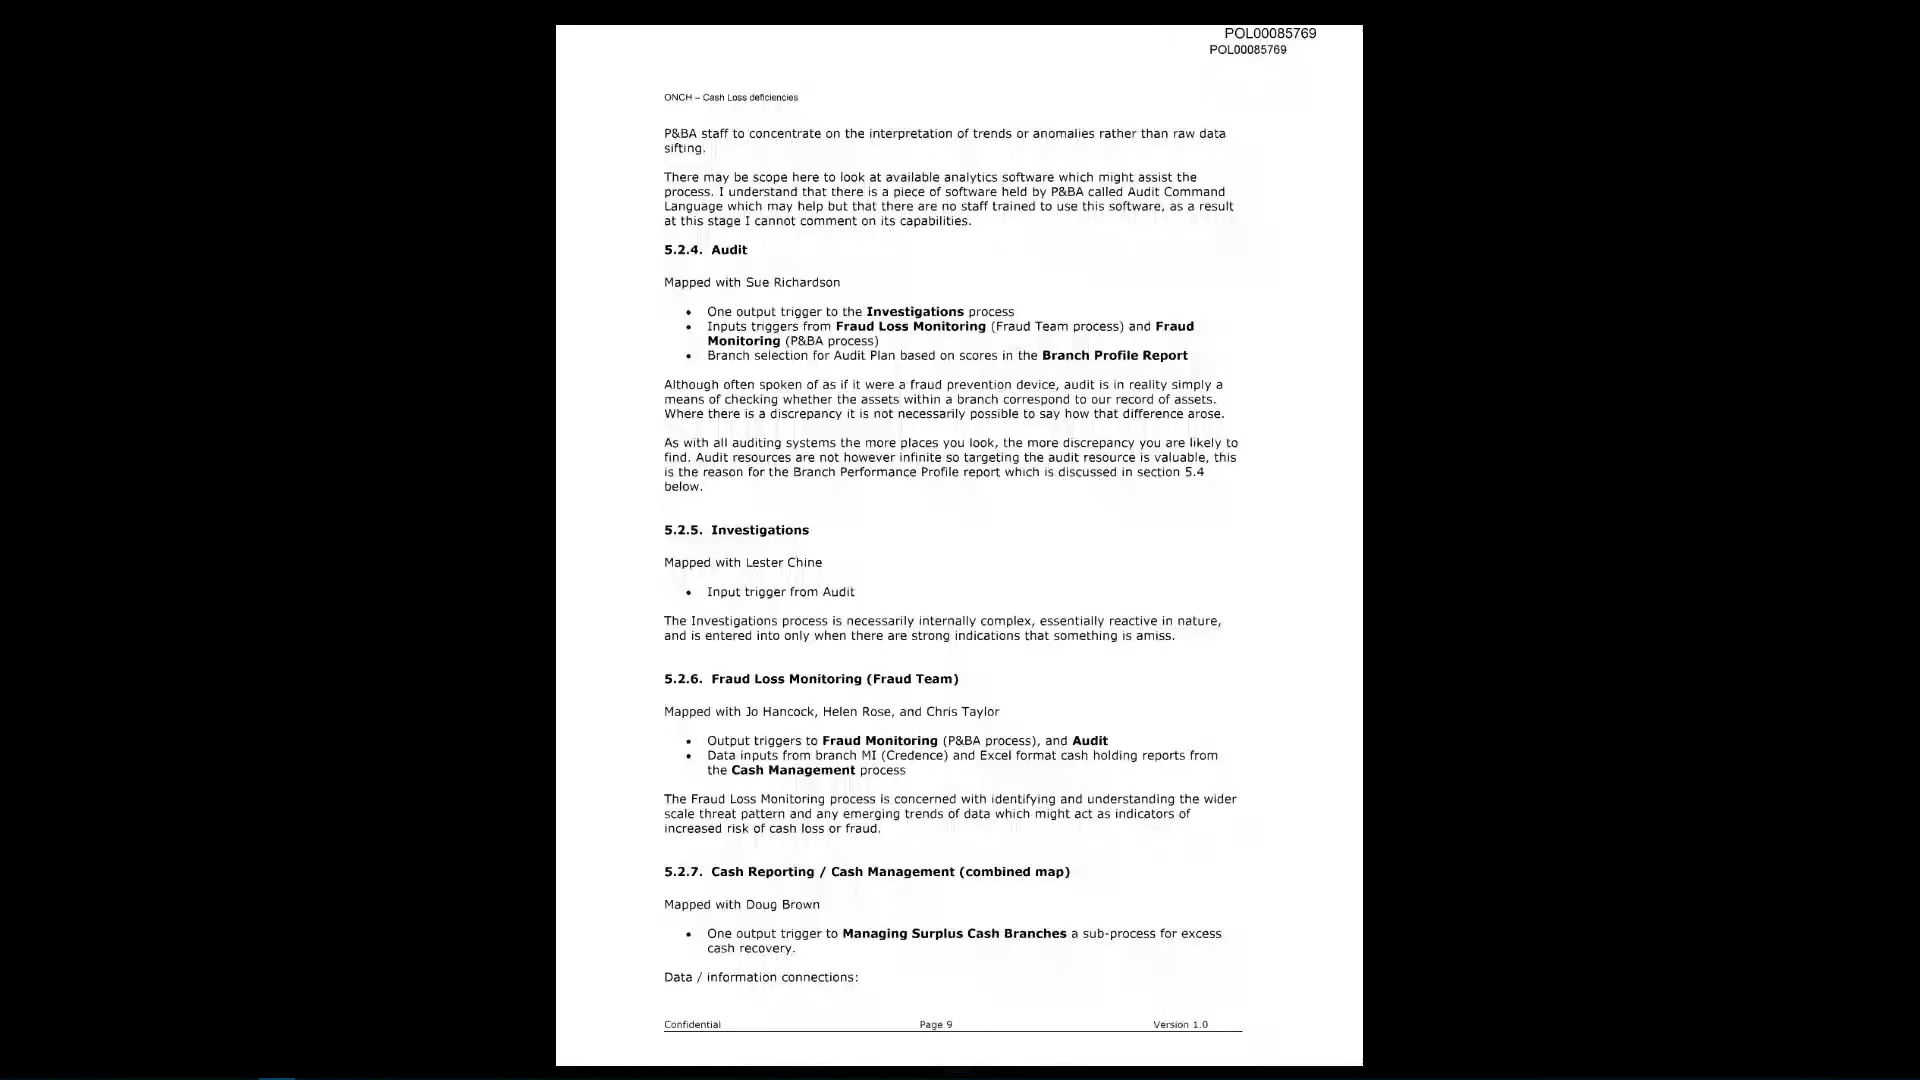 POL00085769
POL00085769
ONCH – Cash Loss deficiencies
P&BA staff to concentrate on the interpretation of trends or anomalies rather than raw data
sifting.
There may be scope here to look at available analytics software which might assist the
process. I understand that there is a piece of software held by P&BA called Audit Command
Language which may help but that there are no staff trained to use this software, as a result
at this stage I cannot comment on its capabilities.
5.2.4. Audit
Mapped with Sue Richardson
• One output trigger to the Investigations process
• Inputs triggers from Fraud Loss Monitoring (Fraud Team process) and Fraud
Monitoring (P&BA process)
• Branch selection for Audit Plan based on scores in the Branch Profile Report
Although often spoken of as if it were a fraud prevention device, audit is in reality simply a
means of checking whether the assets within a branch correspond to our record of assets.
Where there is a discrepancy it is not necessarily possible to say how that difference arose.
As with all auditing systems the more places you look, the more discrepancy you are likely to
find. Audit resources are not however infinite so targeting the audit resource is valuable, this
is the reason for the Branch Performance Profile report which is discussed in section 5.4
below.
5.2.5. Investigations
Mapped with Lester Chine
• Input trigger from Audit
The Investigations process is necessarily internally complex, essentially reactive in nature,
and is entered into only when there are strong indications that something is amiss.
5.2.6. Fraud Loss Monitoring (Fraud Team)
Mapped with Jo Hancock, Helen Rose, and Chris Taylor
• Output triggers to Fraud Monitoring (P&BA process), and Audit
• Data inputs from branch MI (Credence) and Excel format cash holding reports from
the Cash Management process
The Fraud Loss Monitoring process is concerned with identifying and understanding the wider
scale threat pattern and any emerging trends of data which might act as indicators of
increased risk of cash loss or fraud.
5.2.7. Cash Reporting / Cash Management (combined map)
Mapped with Doug Brown
• One output trigger to Managing Surplus Cash Branches a sub-process for excess
cash recovery.
Data / information connections:
Confidential Page 9 Version 1.0